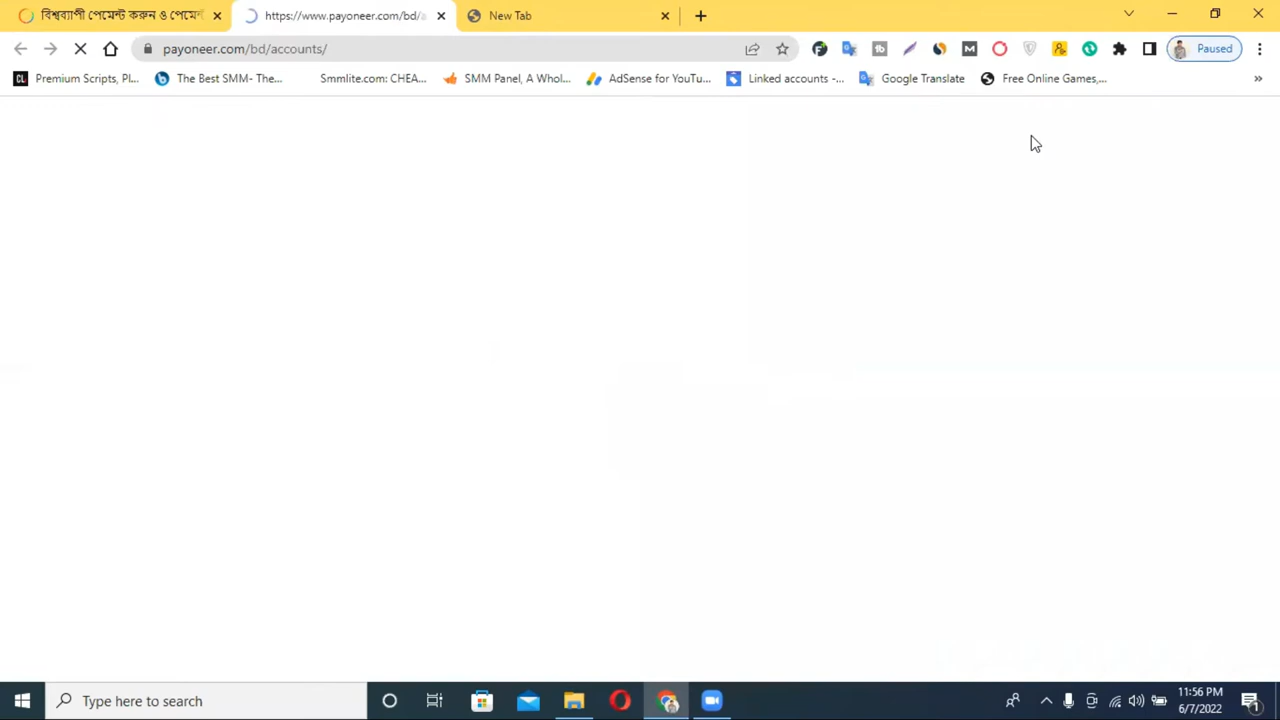 বিশ্বব্যাপী পেমেন্ট করুন ও পেমেন্ট
https://www.payoneer.com/bd/a
New Tab
payoneer.com/bd/accounts/
Paused
CL Premium Scripts, Pl...
The Best SMM- The...
Smmlite.com: CHEA...
SMM Panel, A Whol...
AdSense for YouTu...
Linked accounts -...
Google Translate
Free Online Games,...
»
Type here to search
11:56 PM
6/7/2022